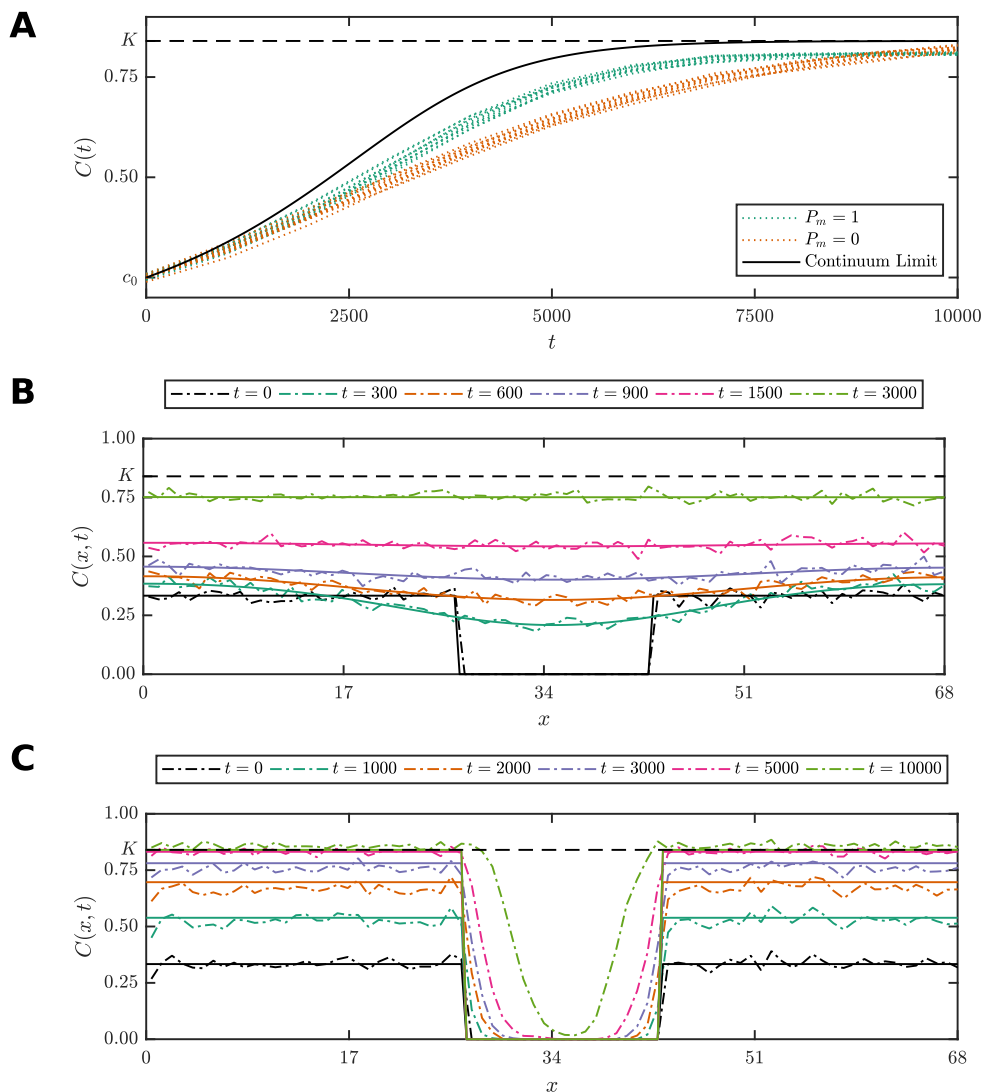 A
K
0.75
0.50
c₀
C(t)
P_m = 1
P_m = 0
Continuum Limit
0 2500 5000 7500 10000
t
B
t = 0 t = 300 t = 600 t = 900 t = 1500 t = 3000
1.00
K
0.75
0.50
0.25
0.00
C(x, t)
0 17 34 51 68
x
C
t = 0 t = 1000 t = 2000 t = 3000 t = 5000 t = 10000
1.00
K
0.75
0.50
0.25
0.00
C(x, t)
0 17 34 51 68
x